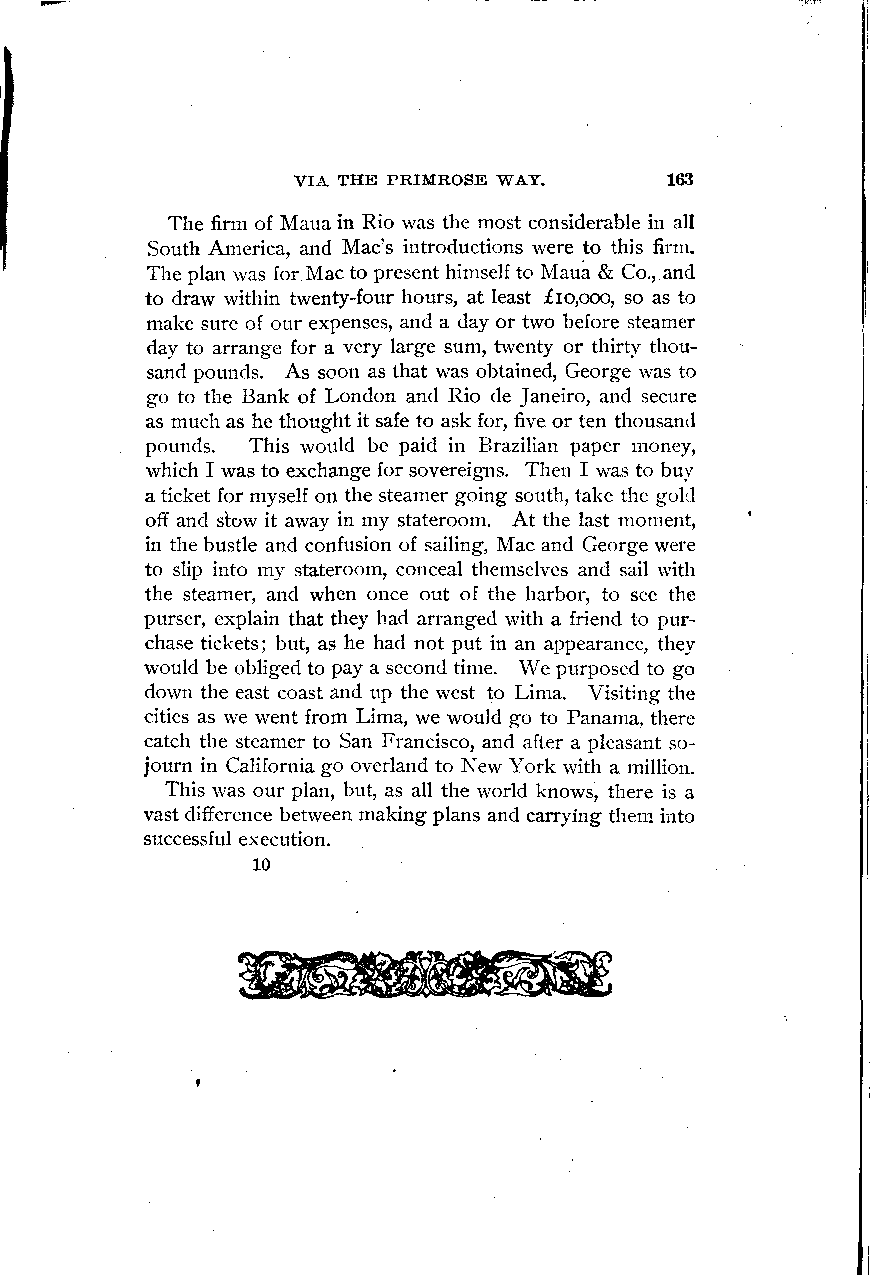 VIA THE PRIMROSE WAY. 163
The firm of Maua in Rio was the most considerable in all
South America, and Mac's introductions were to this firm.
The plan was for Mac to present himself to Maua & Co., and
to draw within twenty-four hours, at least £10,000, so as to
make sure of our expenses, and a day or two before steamer
day to arrange for a very large sum, twenty or thirty thou-
sand pounds. As soon as that was obtained, George was to
go to the Bank of London and Rio de Janeiro, and secure
as much as he thought it safe to ask for, five or ten thousand
pounds. This would be paid in Brazilian paper money,
which I was to exchange for sovereigns. Then I was to buy
a ticket for myself on the steamer going south, take the gold
off and stow it away in my stateroom. At the last moment,
in the bustle and confusion of sailing, Mac and George were
to slip into my stateroom, conceal themselves and sail with
the steamer, and when once out of the harbor, to see the
purser, explain that they had arranged with a friend to pur-
chase tickets; but, as he had not put in an appearance, they
would be obliged to pay a second time. We purposed to go
down the east coast and up the west to Lima. Visiting the
cities as we went from Lima, we would go to Panama, there
catch the steamer to San Francisco, and after a pleasant so-
journ in California go overland to New York with a million.
This was our plan, but, as all the world knows, there is a
vast difference between making plans and carrying them into
successful execution.
10